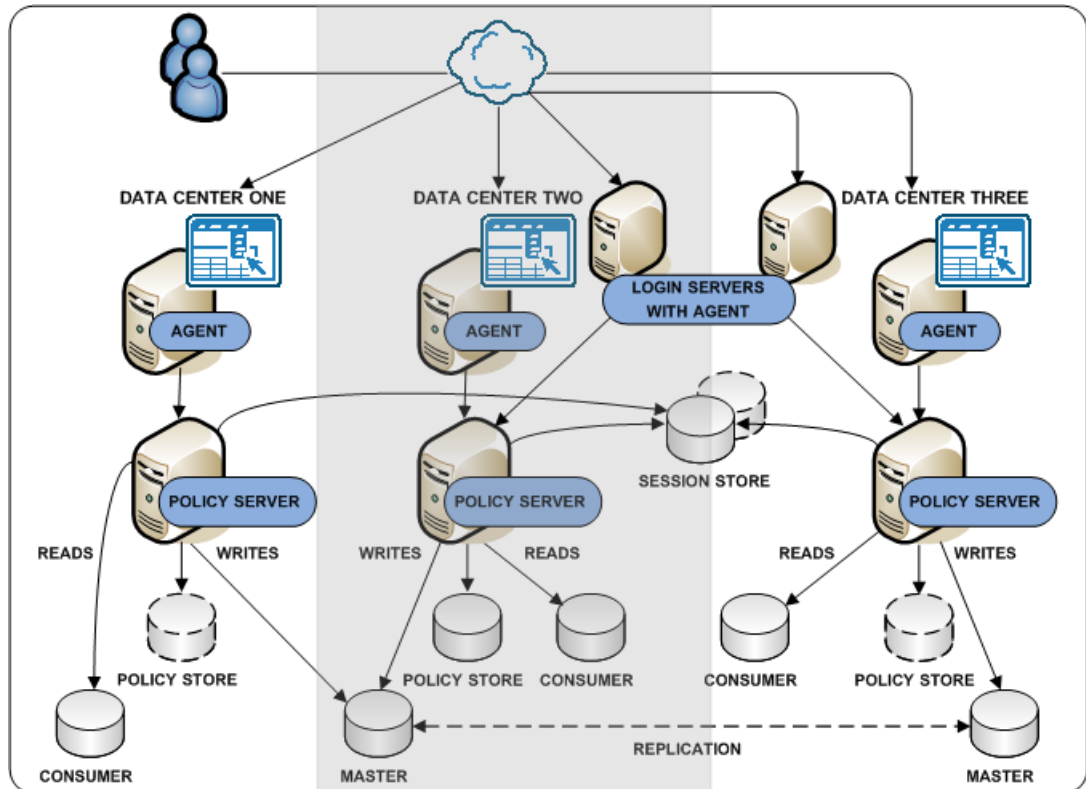 DATA CENTER ONE
DATA CENTER TWO
DATA CENTER THREE
LOGIN SERVERS
WITH AGENT
AGENT
AGENT
AGENT
SESSION STORE
POLICY SERVER
POLICY SERVER
POLICY SERVER
READS
WRITES
WRITES
READS
READS
WRITES
POLICY STORE
POLICY STORE
CONSUMER
CONSUMER
POLICY STORE
REPLICATION
CONSUMER
MASTER
MASTER